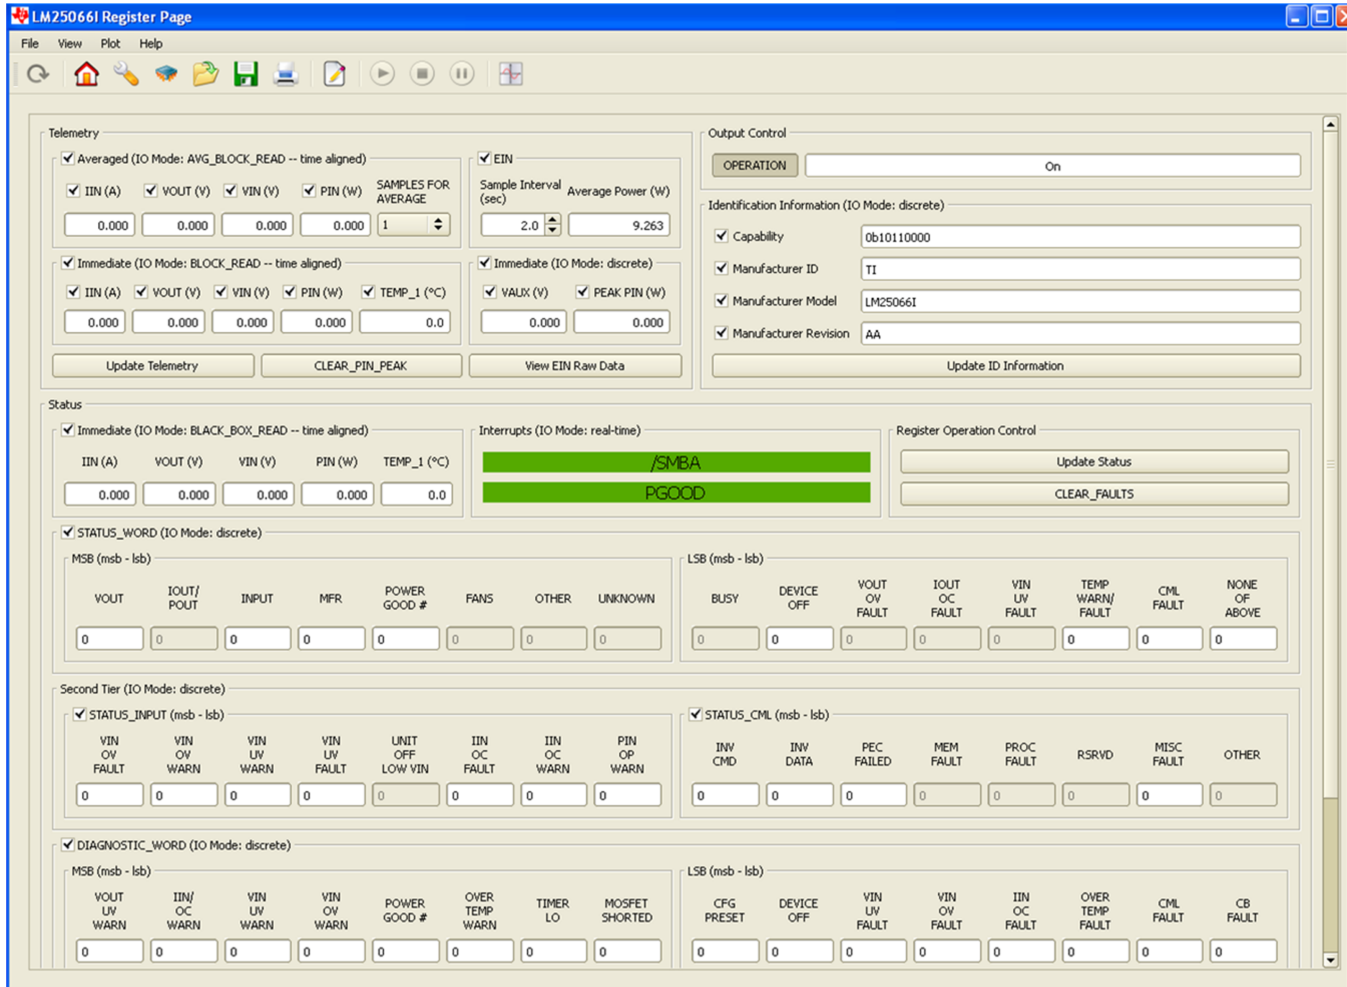 LM25066I Register Page
File View Plot Help
Telemetry
Averaged (IO Mode: AVG_BLOCK_READ -- time aligned)
IIN (A) VOUT (V) VIN (V) PIN (W) SAMPLES FOR AVERAGE
0.000 0.000 0.000 0.000 1
EIN
Sample Interval (sec) Average Power (W)
2.0 9.263
Immediate (IO Mode: BLOCK_READ -- time aligned)
IIN (A) VOUT (V) VIN (V) PIN (W) TEMP_1 (°C)
0.000 0.000 0.000 0.000 0.0
Immediate (IO Mode: discrete)
VAUX (V) PEAK PIN (W)
0.000 0.000
Update Telemetry CLEAR_PIN_PEAK View EIN Raw Data
Output Control
OPERATION On
Identification Information (IO Mode: discrete)
Capability 0b10110000
Manufacturer ID TI
Manufacturer Model LM25066I
Manufacturer Revision AA
Update ID Information
Status
Immediate (IO Mode: BLACK_BOX_READ -- time aligned)
IIN (A) VOUT (V) VIN (V) PIN (W) TEMP_1 (°C)
0.000 0.000 0.000 0.000 0.0
Interrupts (IO Mode: real-time)
/SMBA
PGOOD
Register Operation Control
Update Status
CLEAR_FAULTS
STATUS_WORD (IO Mode: discrete)
MSB (msb - lsb)
VOUT IOUT/ POUT INPUT MFR POWER GOOD # FANS OTHER UNKNOWN
0 0 0 0 0 0 0 0
LSB (msb - lsb)
BUSY DEVICE OFF VOUT OV FAULT IOUT OC FAULT VIN UV FAULT TEMP WARN/ FAULT CML FAULT NONE OF ABOVE
0 0 0 0 0 0 0 0
Second Tier (IO Mode: discrete)
STATUS_INPUT (msb - lsb)
VIN OV FAULT VIN OV WARN VIN UV WARN VIN UV FAULT UNIT OFF LOW VIN IIN OC FAULT IIN OC WARN PIN OP WARN
0 0 0 0 0 0 0 0
STATUS_CML (msb - lsb)
INV CMD INV DATA PEC FAILED MEM FAULT PROC FAULT RSRVD MISC FAULT OTHER
0 0 0 0 0 0 0 0
DIAGNOSTIC_WORD (IO Mode: discrete)
MSB (msb - lsb)
VOUT UV WARN IIN/ OC WARN VIN UV WARN VIN OV WARN POWER GOOD # OVER TEMP WARN TIMER LO MOSFET SHORTED
0 0 0 0 0 0 0 0
LSB (msb - lsb)
CFG PRESET DEVICE OFF VIN UV FAULT VIN OV FAULT IIN OC FAULT OVER TEMP FAULT CML FAULT CB FAULT
0 0 0 0 0 0 0 0